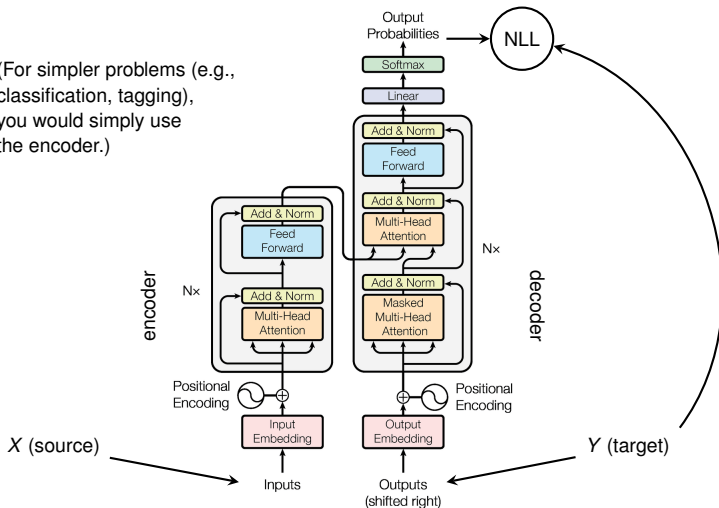 (For simpler problems (e.g.,
classification, tagging),
you would simply use
the encoder.)
Output
Probabilities
NLL
Softmax
Linear
Add & Norm
Feed
Forward
Add & Norm
Multi-Head
Attention
Add & Norm
Masked
Multi-Head
Attention
N×
decoder
Add & Norm
Feed
Forward
Add & Norm
Multi-Head
Attention
N×
encoder
Positional
Encoding
Positional
Encoding
Input
Embedding
Output
Embedding
X (source)
Y (target)
Inputs
Outputs
(shifted right)